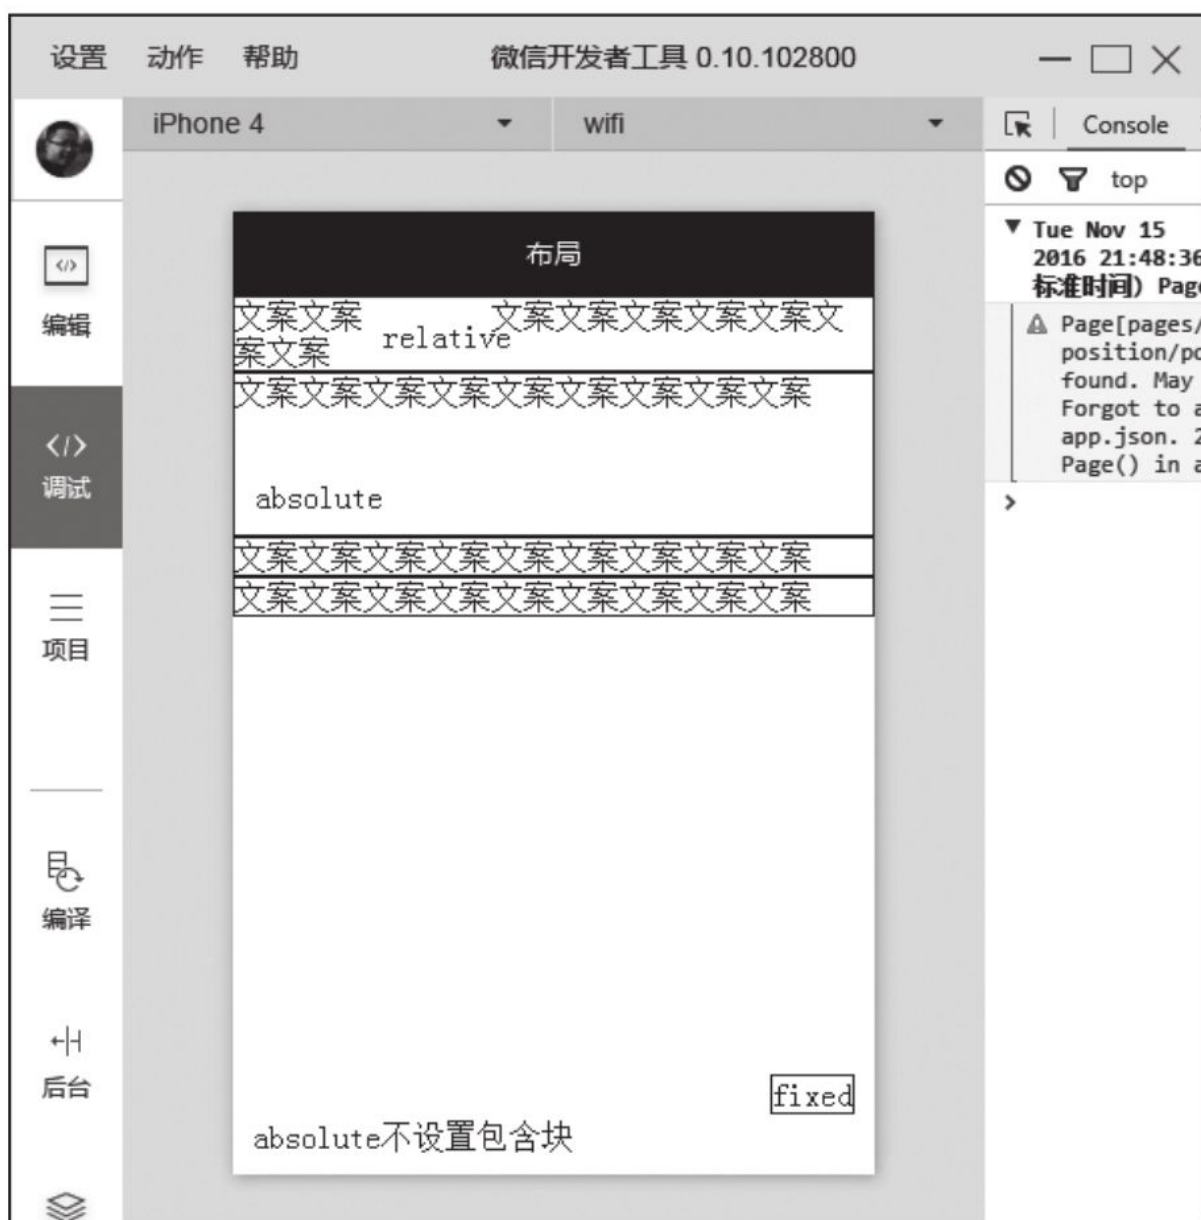 设置 动作 帮助 微信开发者工具 0.10.102800
iPhone 4 wifi
Console
top
编辑
调试
项目
编译
后台
布局
文案文案 relative 文案文案文案文案文案文
案文案
文案文案文案文案文案文案文案文案文案
absolute
文案文案文案文案文案文案文案文案文案
文案文案文案文案文案文案文案文案文案
fixed
absolute不设置包含块
Tue Nov 15
2016 21:48:36
标准时间) Page
Page[pages/
position/po
found. May
Forgot to a
app.json. 2
Page() in a